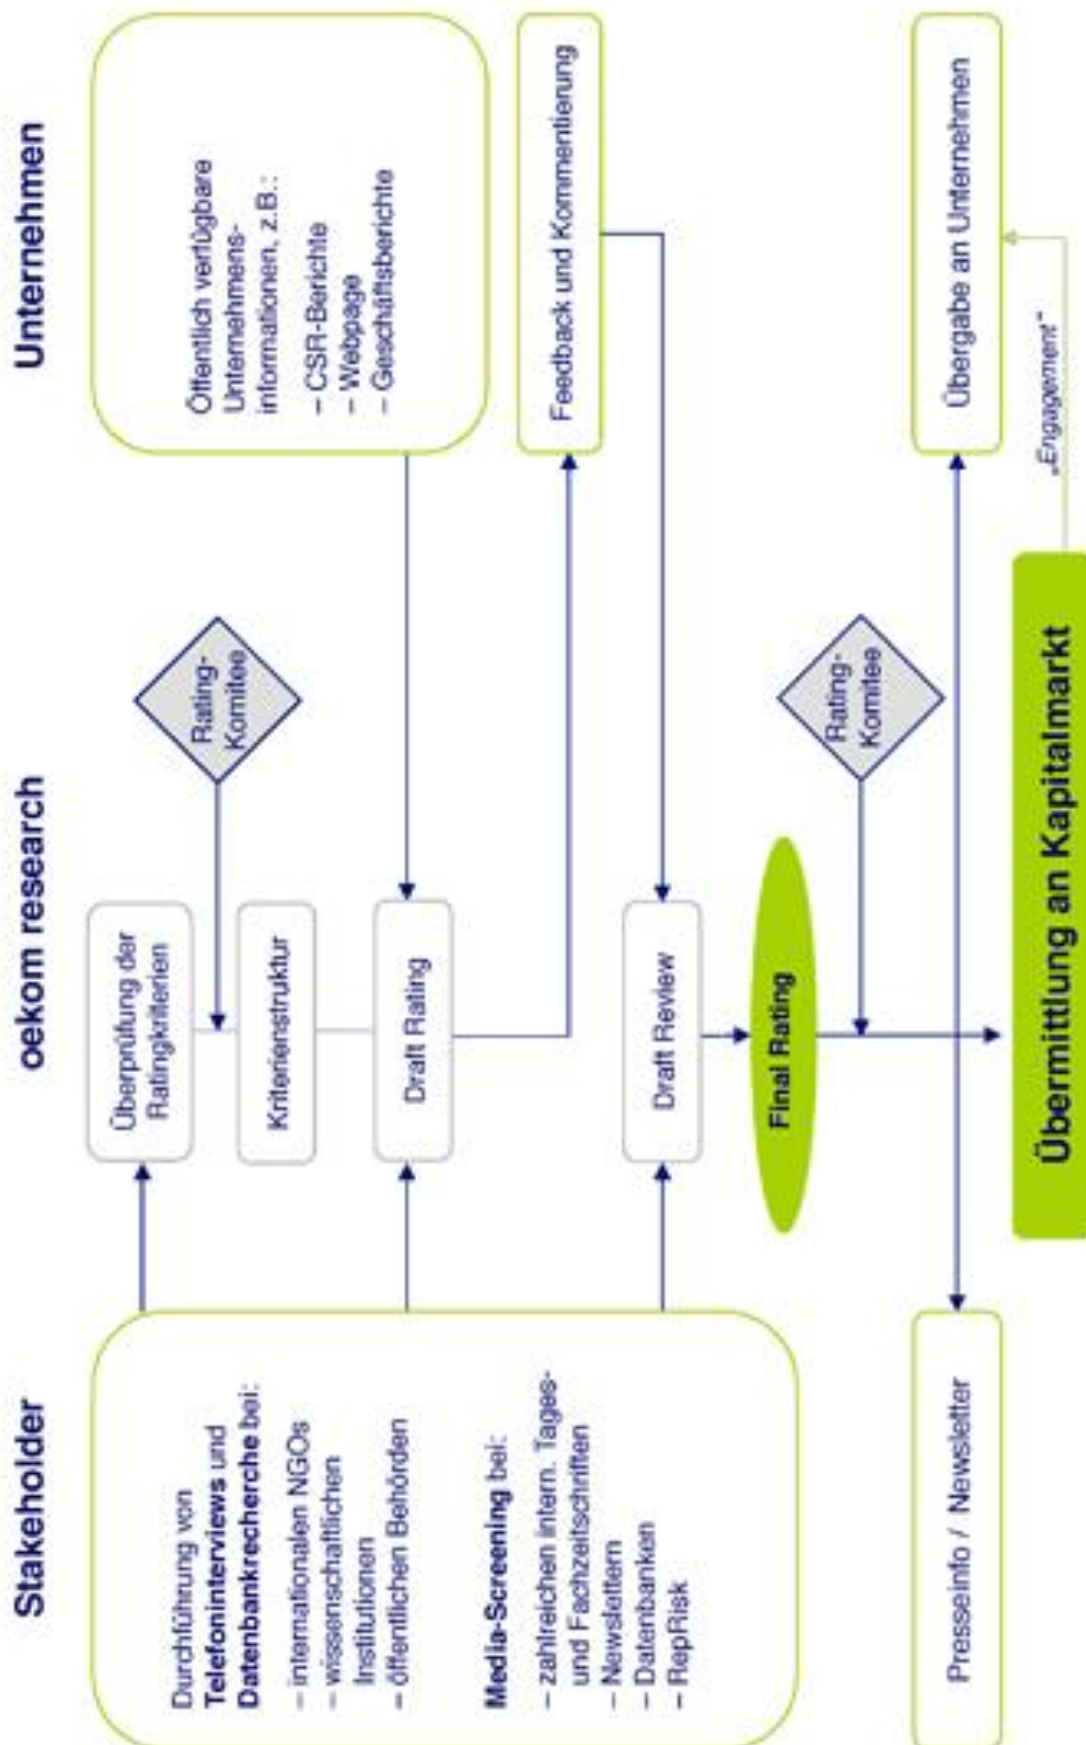 Stakeholder
oekom research
Unternehmen
Durchführung von
Telefoninterviews und
Datenbankrecherche bei:
– internationalen NGOs
– wissenschaftlichen
Institutionen
– öffentlichen Behörden
Media-Screening bei:
– zahlreichen intern. Tages-
und Fachzeitschriften
– Newslettern
– Datenbanken
– RepRisk
Überprüfung der
Ratingkriterien
Rating-
Komitee
Kriterienstruktur
Draft Rating
Öffentlich verfügbare
Unternehmens-
informationen, z.B.:
– CSR-Berichte
– Webpage
– Geschäftsberichte
Feedback und Kommentierung
Draft Review
Final Rating
Rating-
Komitee
Presseinfo / Newsletter
Übergabe an Unternehmen
„Engagement“
Übermittlung an Kapitalmarkt